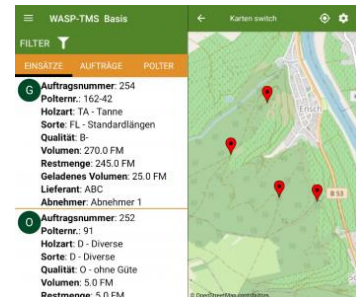 WASP-TMS Basis
FILTER
EINSÄTZE AUFTRÄGE POLTER
G
Auftragsnummer: 254
Polternr.: 162-42
Holzart: TA - Tanne
Sorte: FL - Standardlängen
Qualität: B-
Volumen: 270.0 FM
Restmenge: 245.0 FM
Geladenes Volumen: 25.0 FM
Lieferant: ABC
Abnehmer: Abnehmer 1
O
Auftragsnummer: 252
Polternr.: 91
Holzart: D - Diverse
Sorte: D - Diverse
Qualität: O - ohne Güte
Volumen: 5.0 FM
Restmenge: 5.0 FM
Karten switch
Ensch
B 53
© OpenStreetMap contributors